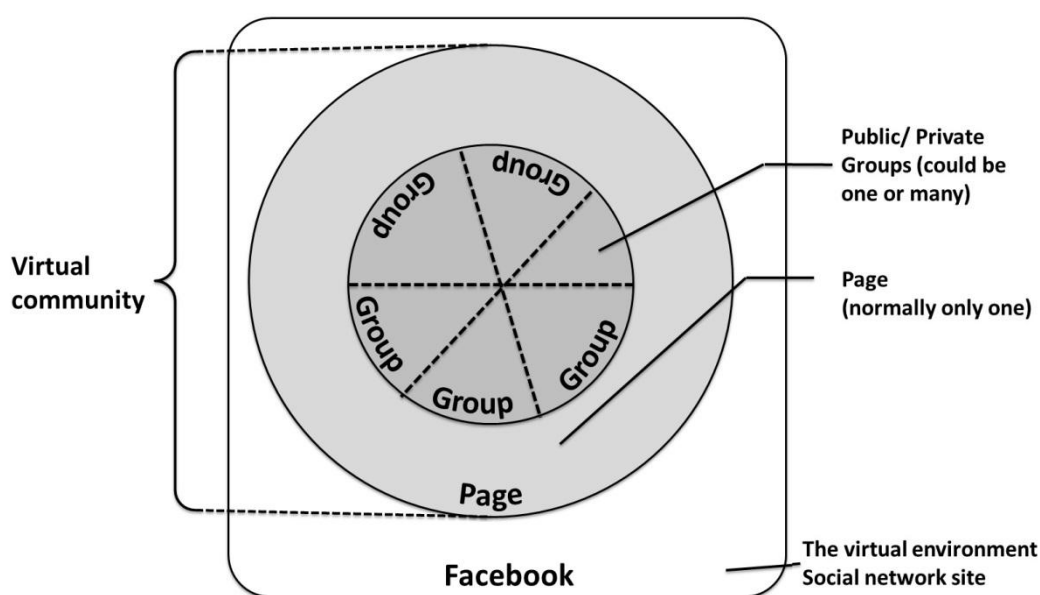 Public/ Private
Groups (could be
one or many)
Group
Group
Virtual
community
Page
(normally only one)
Group
Group
Group
Page
The virtual environment
Social network site
Facebook